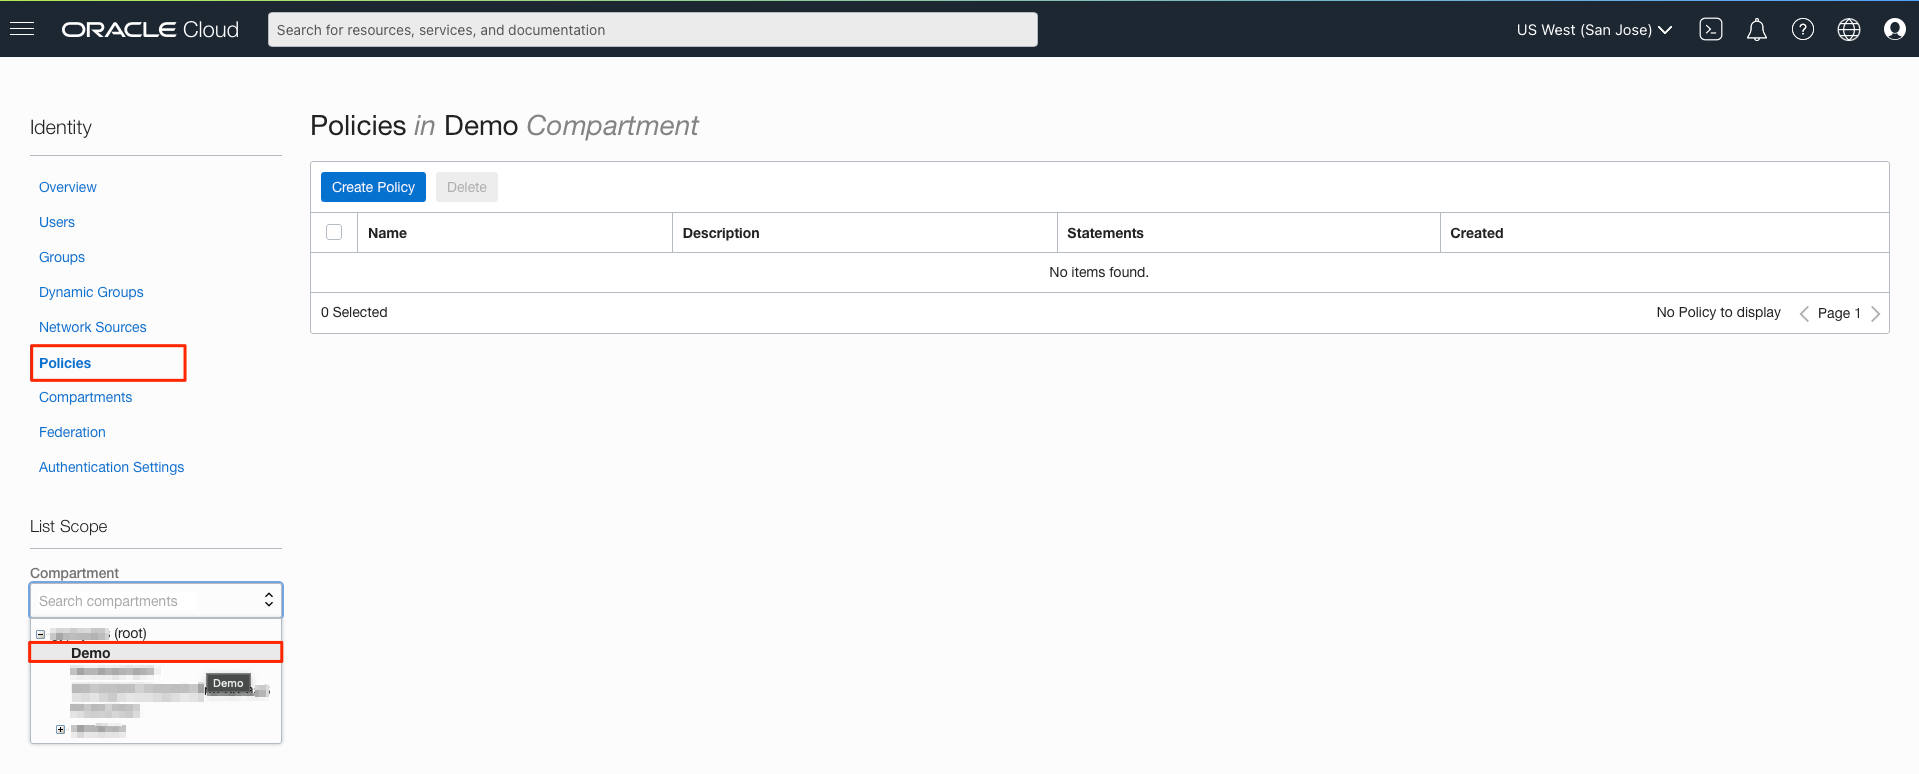 ORACLE Cloud
Search for resources, services, and documentation
US West (San Jose)
Identity
Overview
Users
Groups
Dynamic Groups
Network Sources
Policies
Compartments
Federation
Authentication Settings
List Scope
Compartment
Search compartments
(root)
Demo
Demo
Policies in Demo Compartment
Create Policy Delete
Name Description Statements Created
No items found.
0 Selected No Policy to display Page 1